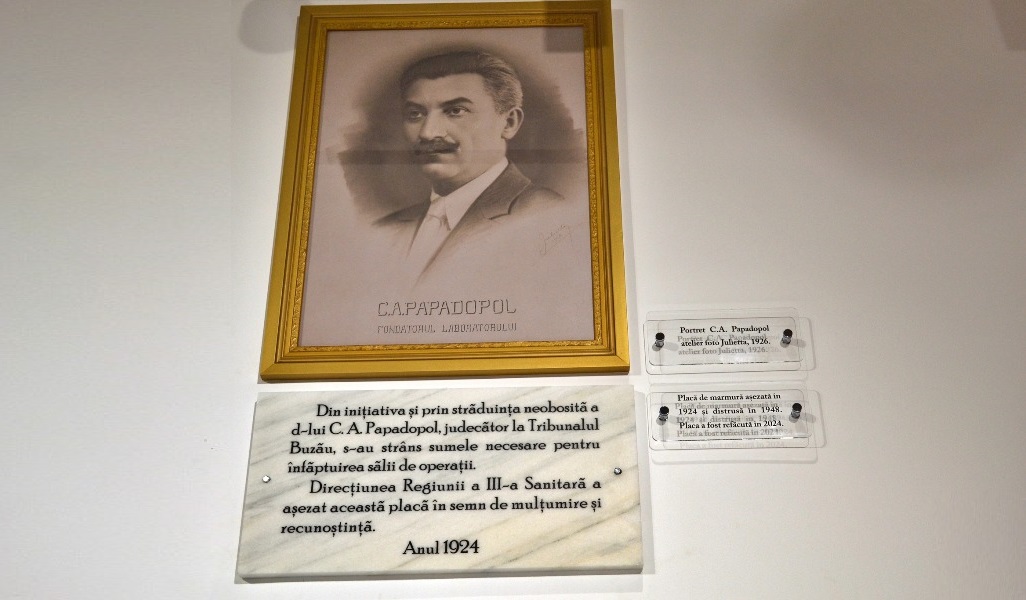 C.A.PAPADOPOL
FONDATORUL LABORATORULUI
Portret C.A. Papadopol
atelier foto Julietta, 1926.
Placă de marmură așezată în
1924 și distrusă în 1948.
Placa a fost refăcută în 2024.
Din inițiativa și prin străduința neobosită a
d-lui C. A. Papadopol, judecător la Tribunalul
Buzău, s-au strâns sumele necesare pentru
înfăptuirea sălii de operații.
Direcțiunea Regiunii a III-a Sanitară a
așezat această placă în semn de mulțumire și
recunoștință.
Anul 1924